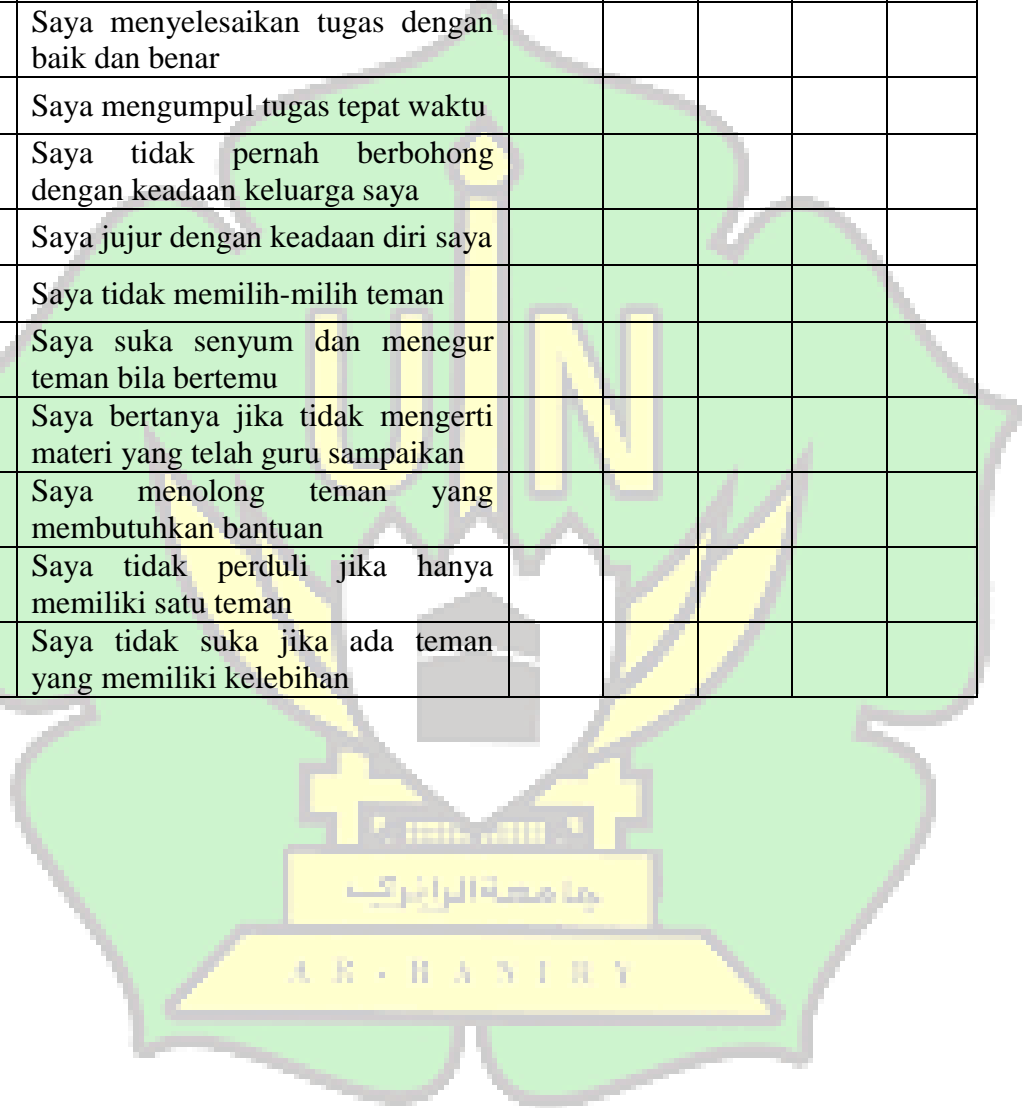 Saya menyelesaikan tugas dengan
baik dan benar
Saya mengumpul tugas tepat waktu
Saya tidak pernah berbohong
dengan keadaan keluarga saya
Saya jujur dengan keadaan diri saya
Saya tidak memilih-milih teman
Saya suka senyum dan menegur
teman bila bertemu
Saya bertanya jika tidak mengerti
materi yang telah guru sampaikan
Saya menolong teman yang
membutuhkan bantuan
Saya tidak perduli jika hanya
memiliki satu teman
Saya tidak suka jika ada teman
yang memiliki kelebihan
UIN
جامعة الرانري
AR-RANIRY